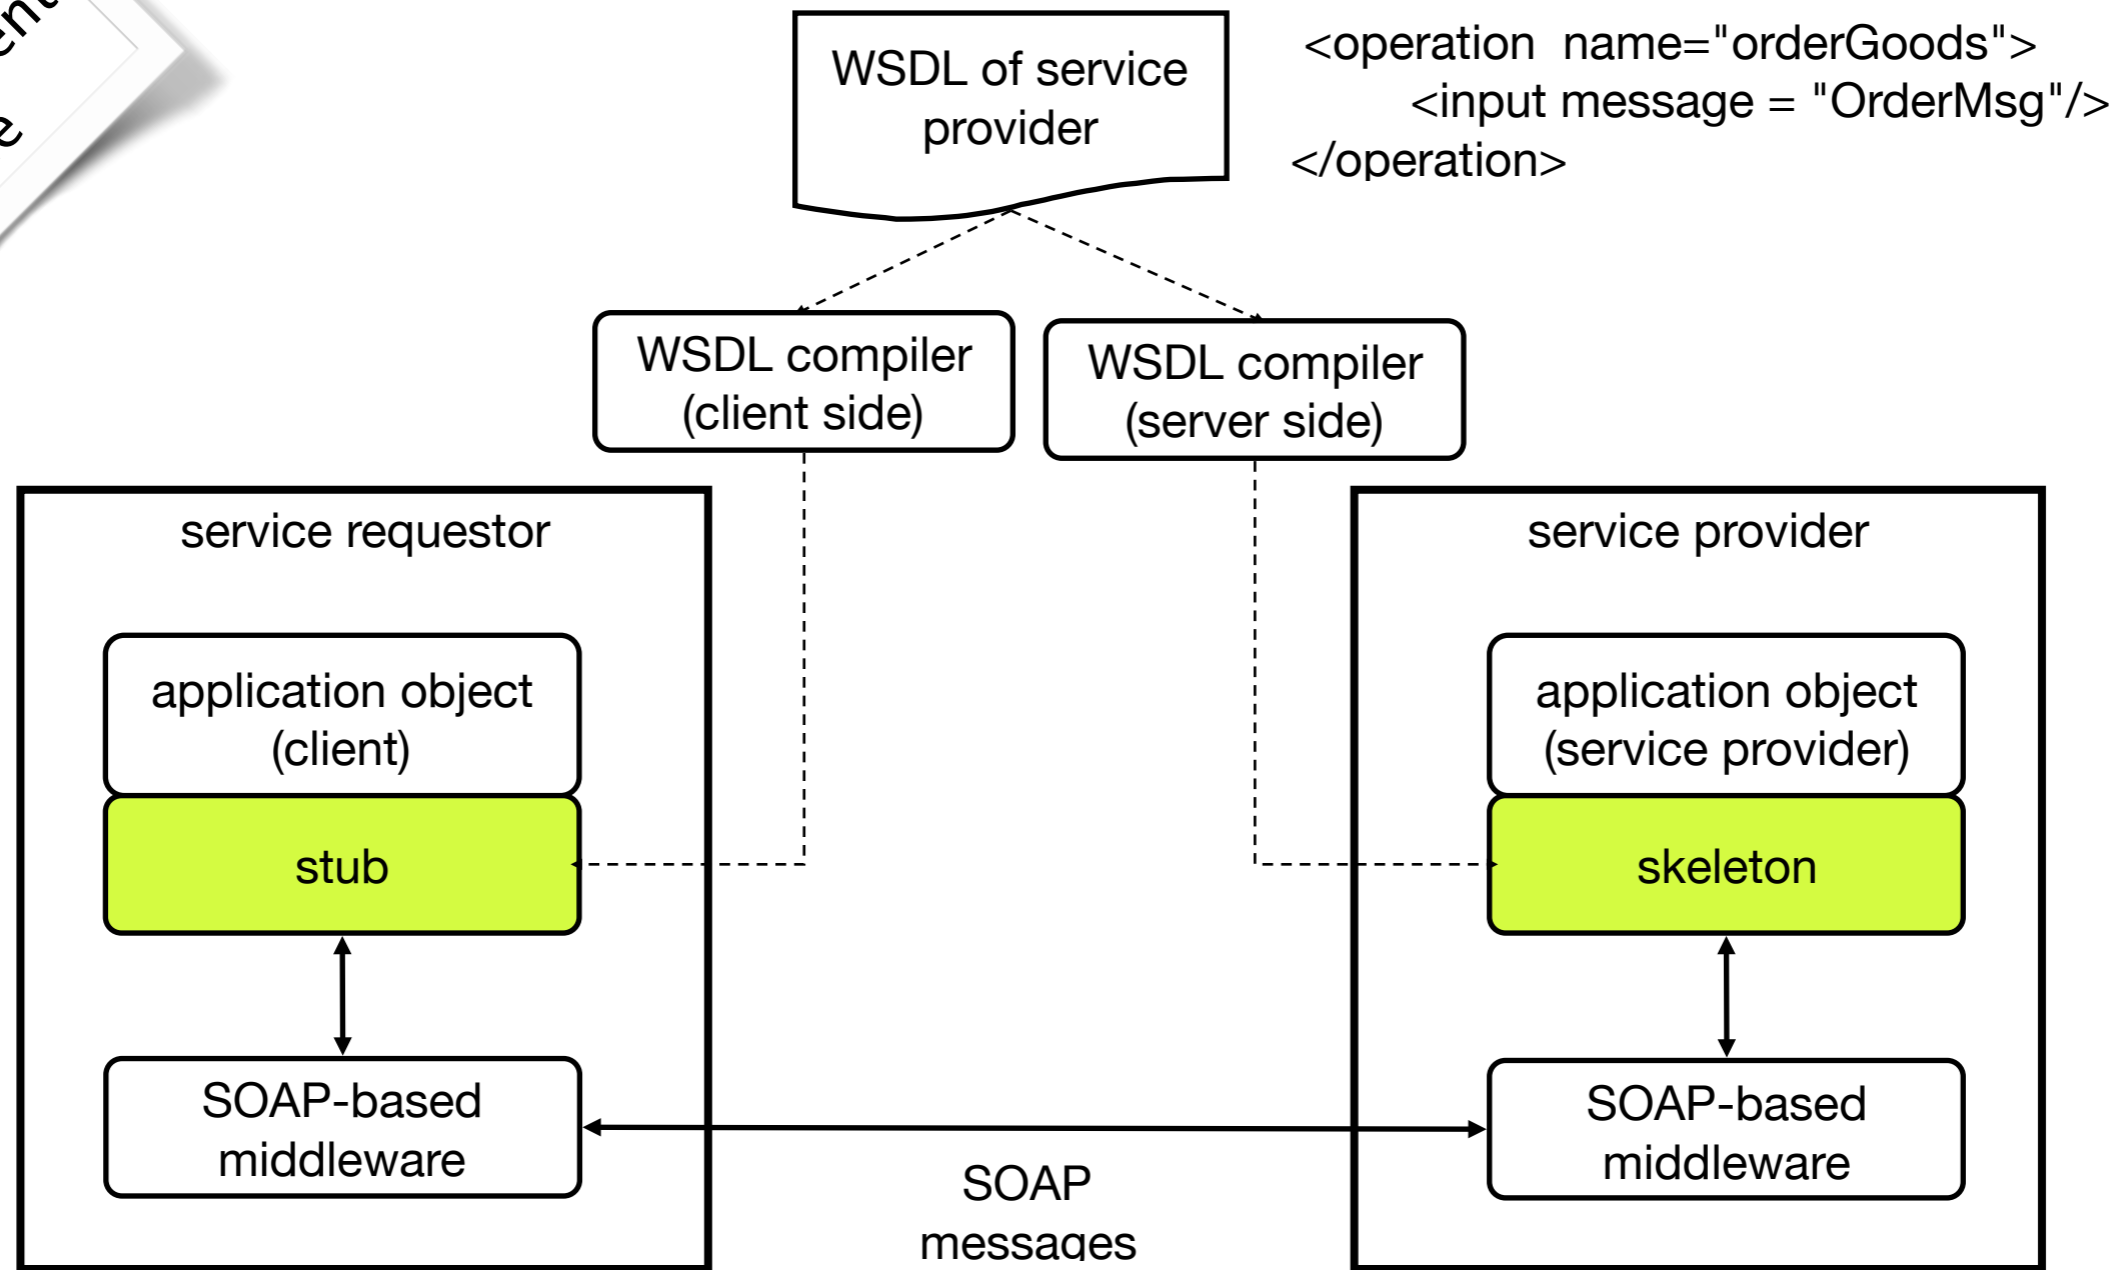 WSDL of service
provider
<operation  name="orderGoods">
<input message = "OrderMsg"/>
</operation>
WSDL compiler
(client side)
WSDL compiler
(server side)
service requestor
service provider
application object
(client)
application object
(service provider)
stub
skeleton
SOAP-based
middleware
SOAP-based
middleware
SOAP
messages